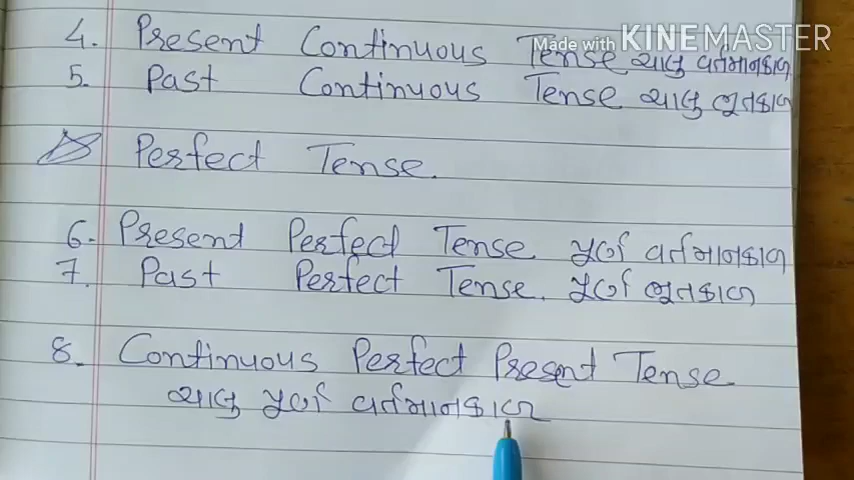 Made with KINEMASTER
4. Present Continuous Tense ચાલુ વર્તમાનકાળ
5. Past Continuous Tense ચાલુ ભૂતકાળ
Perfect Tense.
6. Present Perfect Tense પુર્ણ વર્તમાનકાળ
7. Past Perfect Tense. પુર્ણ ભૂતકાળ
8. Continuous Perfect Present Tense
ચાલુ પુર્ણ વર્તમાનકાળ